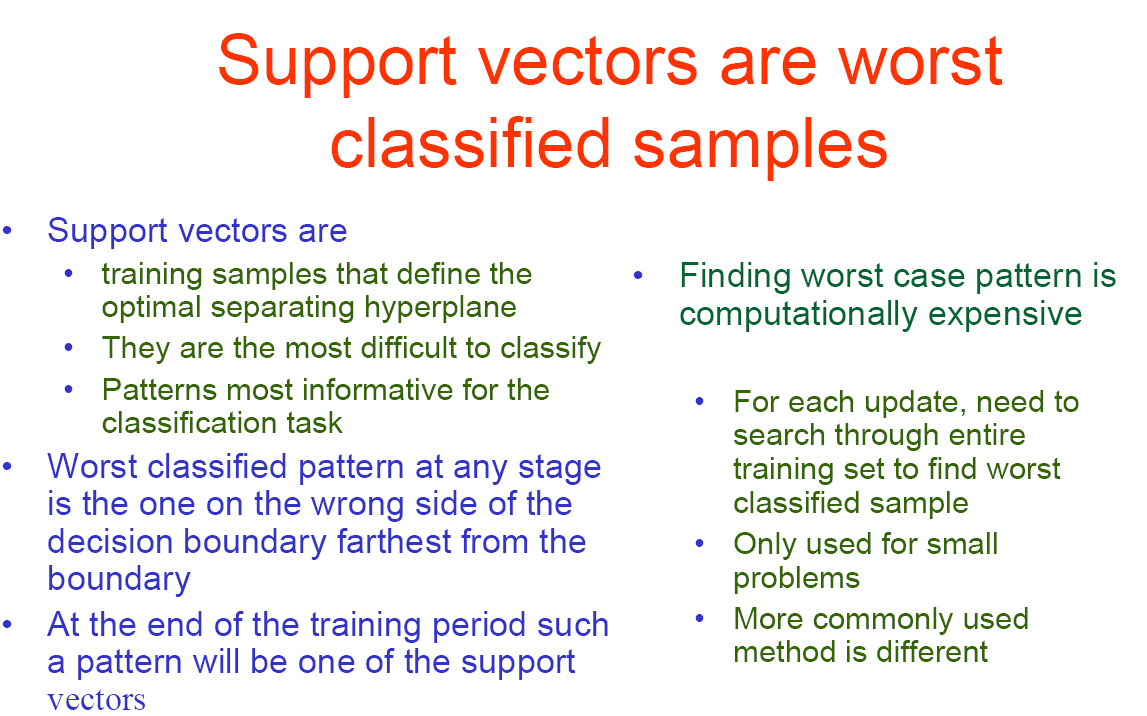 Support vectors are worst
classified samples
• Support vectors are
• training samples that define the
optimal separating hyperplane
• They are the most difficult to classify
• Patterns most informative for the
classification task
• Worst classified pattern at any stage
is the one on the wrong side of the
decision boundary farthest from the
boundary
• At the end of the training period such
a pattern will be one of the support
vectors
• Finding worst case pattern is
computationally expensive
• For each update, need to
search through entire
training set to find worst
classified sample
• Only used for small
problems
• More commonly used
method is different